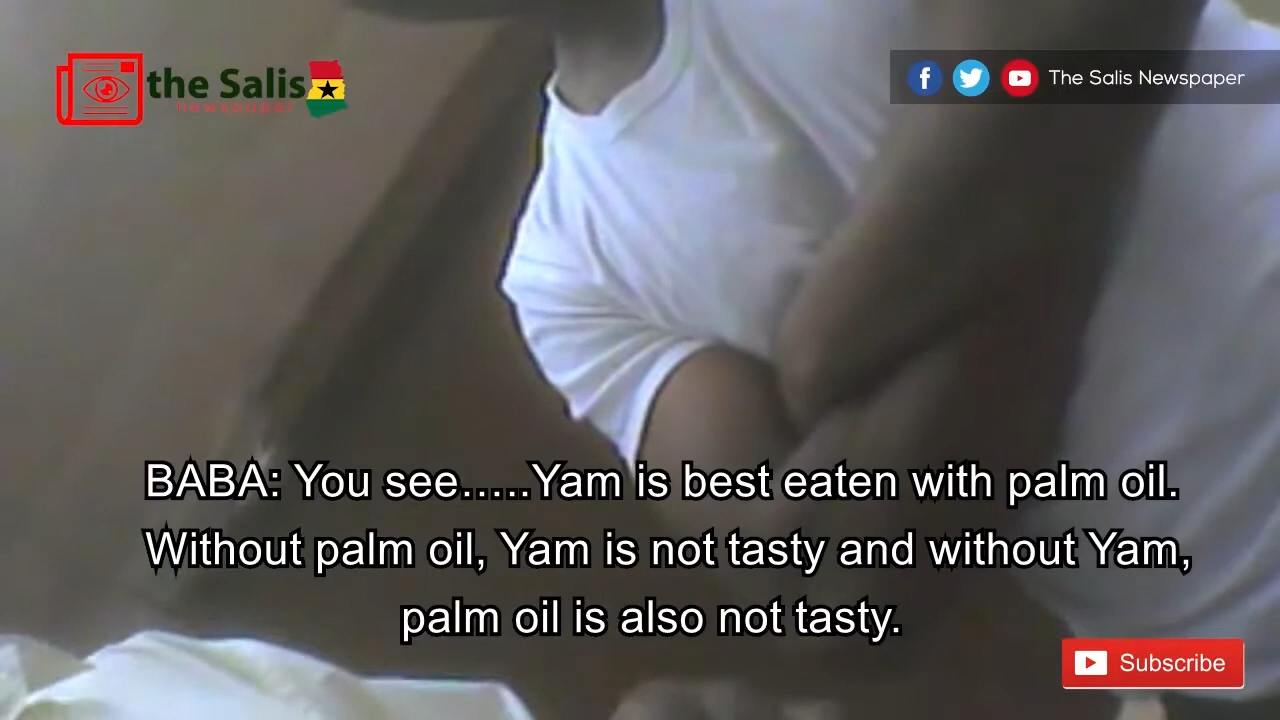 the Salis
newspaper
The Salis Newspaper
BABA: You see.....Yam is best eaten with palm oil.
Without palm oil, Yam is not tasty and without Yam,
palm oil is also not tasty.
Subscribe